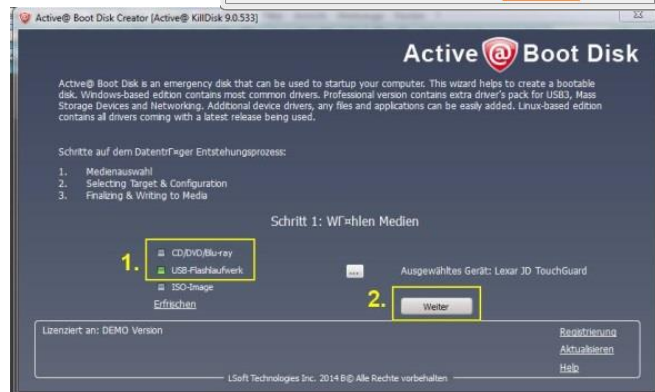 Active@ Boot Disk Creator [Active@ KillDisk 9.0.533]
Active@ Boot Disk
Active@ Boot Disk is an emergency disk that can be used to startup your computer. This wizard helps to create a bootable
disk. Windows-based edition contains most common drivers. Professional version contains extra driver's pack for USB3, Mass
Storage Devices and Networking. Additional device drivers, any files and applications can be easily added. Linux-based edition
contains all drivers coming with a latest release being used.
Schritte auf dem DatentrГ¤ger Entstehungsprozess:
1. Medienauswahl
2. Selecting Target & Configuration
3. Finalizing & Writing to Media
Schritt 1: WГ¤hlen Medien
1.
CD/DVD/Blu-ray
USB-Flashlaufwerk
... Ausgewähltes Gerät: Lexar JD TouchGuard
ISO-Image
Erfrischen
2. Weiter
Lizenziert an: DEMO Version
Registrierung
Aktualisieren
Help
LSoft Technologies Inc. 2014 В© Alle Rechte vorbehalten